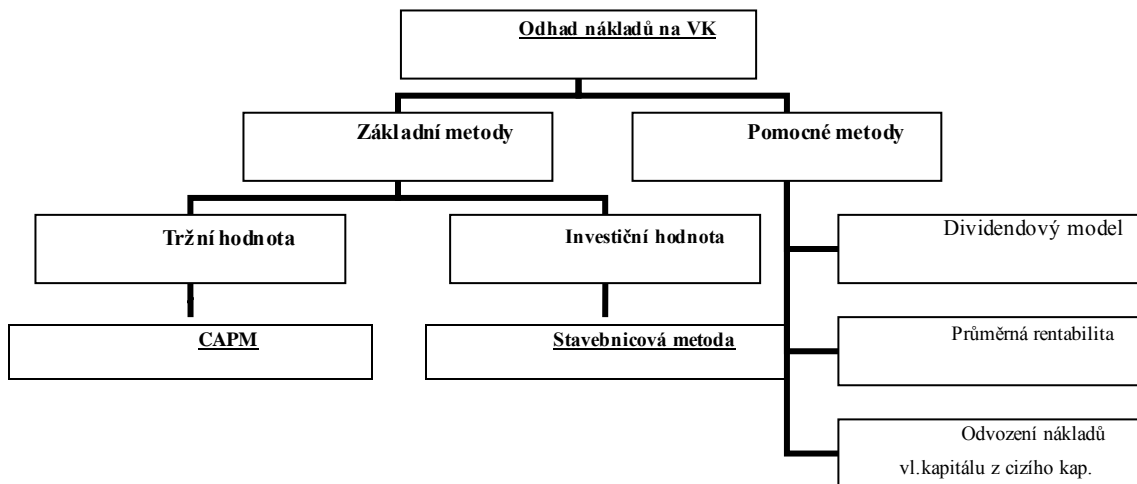 Odhad nákladů na VK
Základní metody
Pomocné metody
Tržní hodnota
Investiční hodnota
Dividendový model
CAPM
Stavebnicová metoda
Průměrná rentabilita
Odvození nákladů
vl.kapitálu z cizího kap.